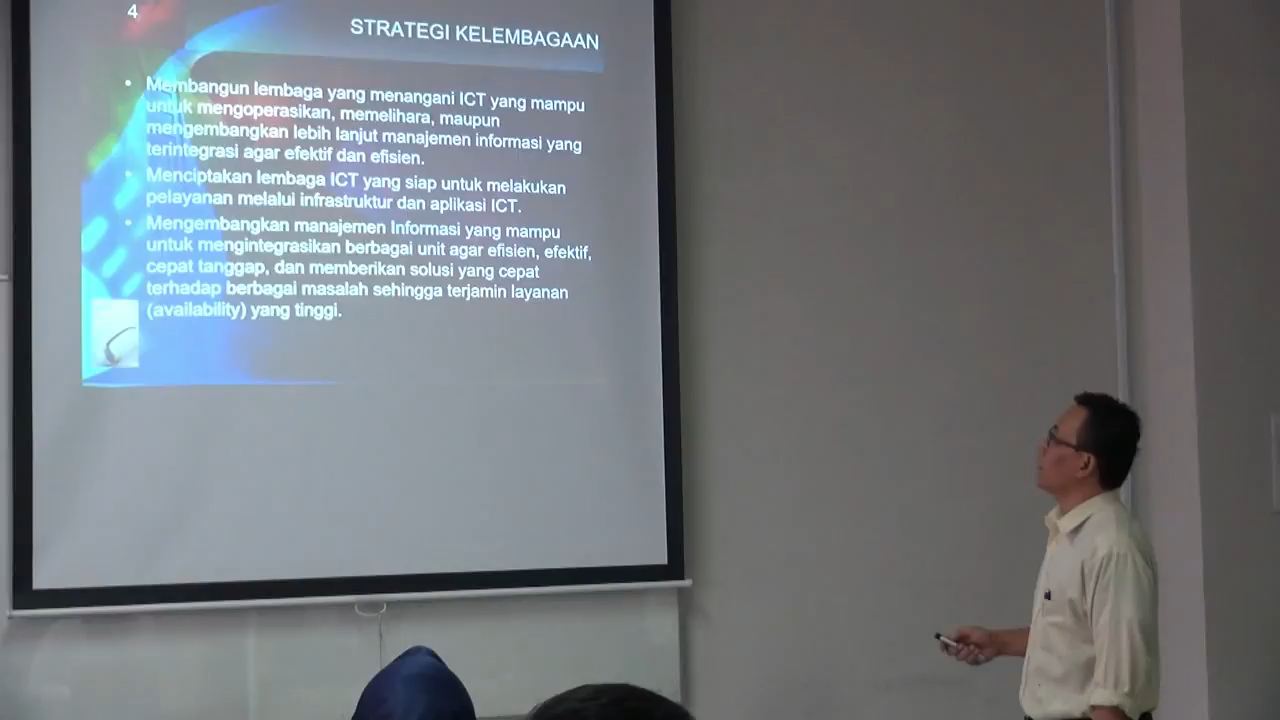 4
STRATEGI KELEMBAGAAN
• Membangun lembaga yang menangani ICT yang mampu
untuk mengoperasikan, memelihara, maupun
mengembangkan lebih lanjut manajemen informasi yang
terintegrasi agar efektif dan efisien.
• Menciptakan lembaga ICT yang siap untuk melakukan
pelayanan melalui infrastruktur dan aplikasi ICT.
• Mengembangkan manajemen Informasi yang mampu
untuk mengintegrasikan berbagai unit agar efisien, efektif,
cepat tanggap, dan memberikan solusi yang cepat
terhadap berbagai masalah sehingga terjamin layanan
(availability) yang tinggi.